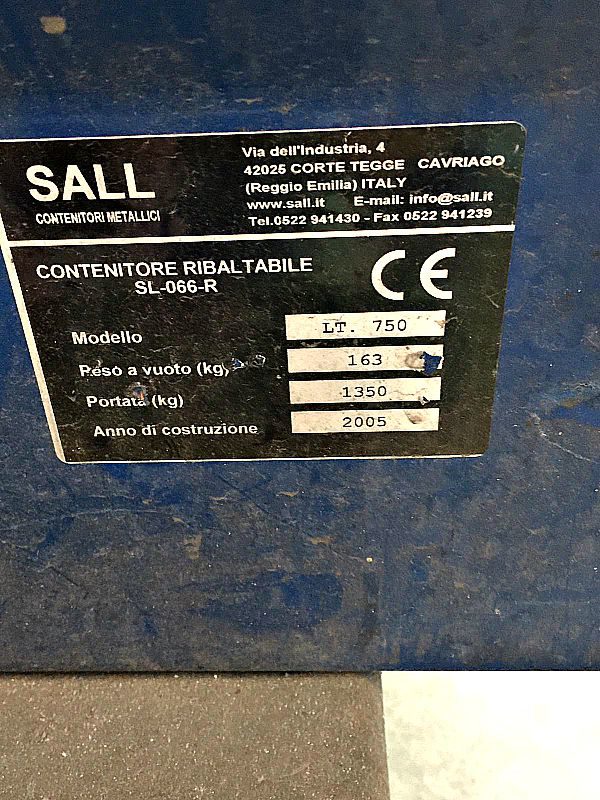 SALL
CONTENITORI METALLICI
Via dell'Industria, 4
42025 CORTE TEGGE CAVRIAGO
(Reggio Emilia) ITALY
www.sall.it E-mail: info@sall.it
Tel.0522 941430 - Fax 0522 941239
CONTENITORE RIBALTABILE
SL-066-R
CE
Modello LT. 750
Peso a vuoto (kg) 163
Portata (kg) 1350
Anno di costruzione 2005